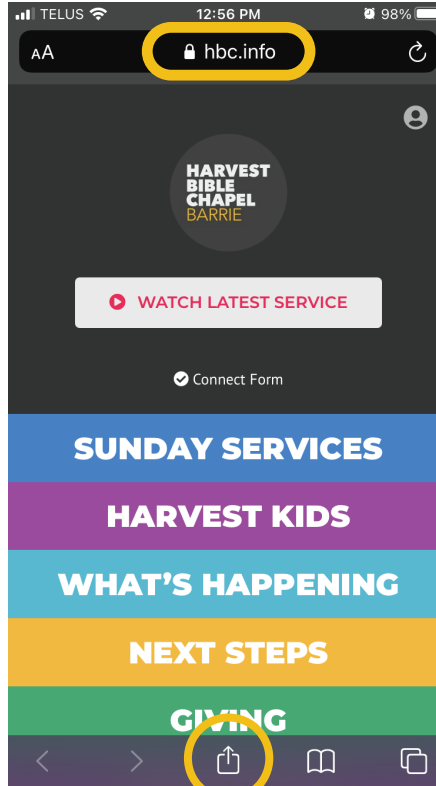 TELUS 12:56 PM 98%
AA hbc.info
HARVEST
BIBLE
CHAPEL
BARRIE
WATCH LATEST SERVICE
Connect Form
SUNDAY SERVICES
HARVEST KIDS
WHAT'S HAPPENING
NEXT STEPS
GIVING